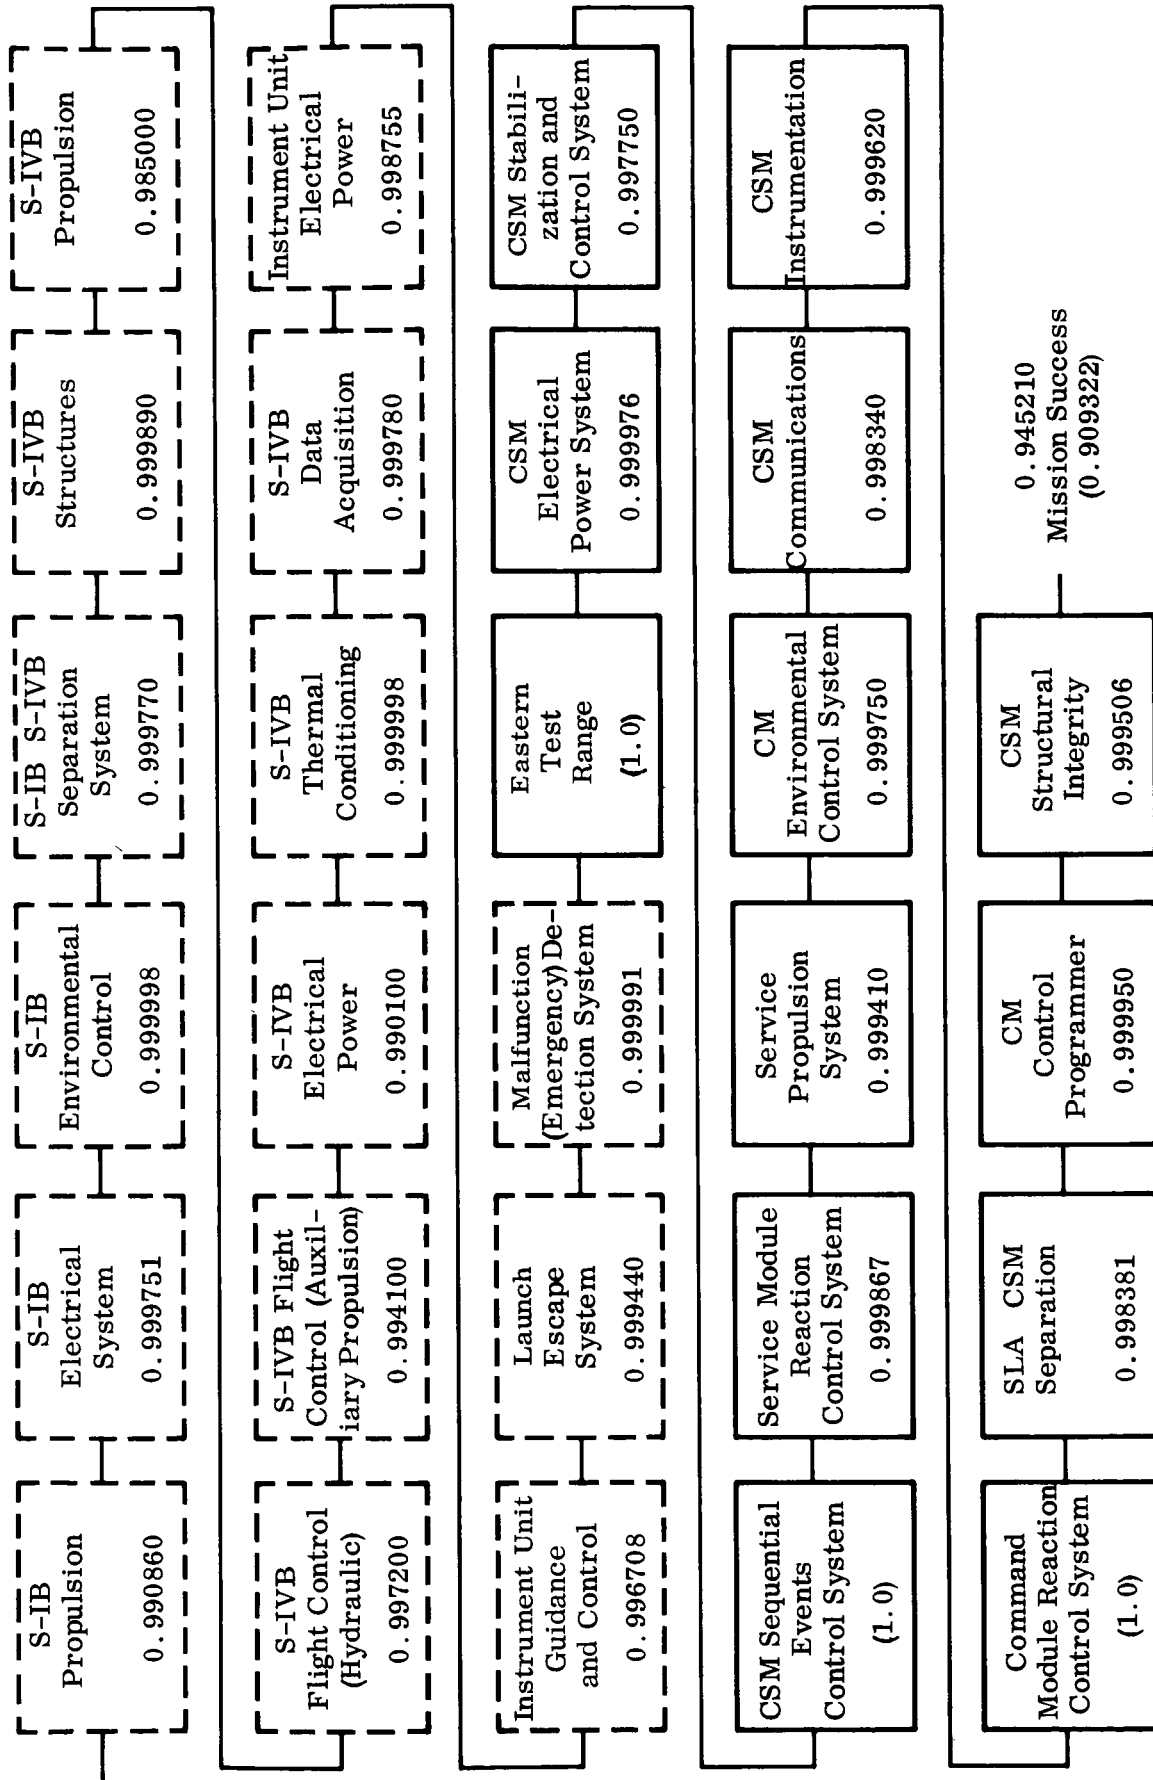 S-IB
Propulsion
0.990860
S-IB
Electrical
System
0.999751
S-IB
Environmental
Control
0.999998
S-IB S-IVB
Separation
System
0.999770
S-IVB
Structures
0.999890
S-IVB
Propulsion
0.985000
S-IVB
Flight Control
(Hydraulic)
0.997200
S-IVB Flight
Control (Auxil-
iary Propulsion)
0.994100
S-IVB
Electrical
Power
0.990100
S-IVB
Thermal
Conditioning
0.999998
S-IVB
Data
Acquisition
0.999780
Instrument Unit
Electrical
Power
0.998755
Instrument Unit
Guidance
and Control
0.996708
Launch
Escape
System
0.999440
Malfunction
(Emergency) De-
tection System
0.999991
Eastern
Test
Range
(1.0)
CSM
Electrical
Power System
0.999976
CSM Stabili-
zation and
Control System
0.997750
CSM Sequential
Events
Control System
(1.0)
Service Module
Reaction
Control System
0.999867
Service
Propulsion
System
0.999410
CM
Environmental
Control System
0.999750
CSM
Communications
0.998340
CSM
Instrumentation
0.999620
Command
Module Reaction
Control System
(1.0)
SLA CSM
Separation
0.998381
CM
Control
Programmer
0.999950
CSM
Structural
Integrity
0.999506
0.945210
Mission Success
(0.909322)